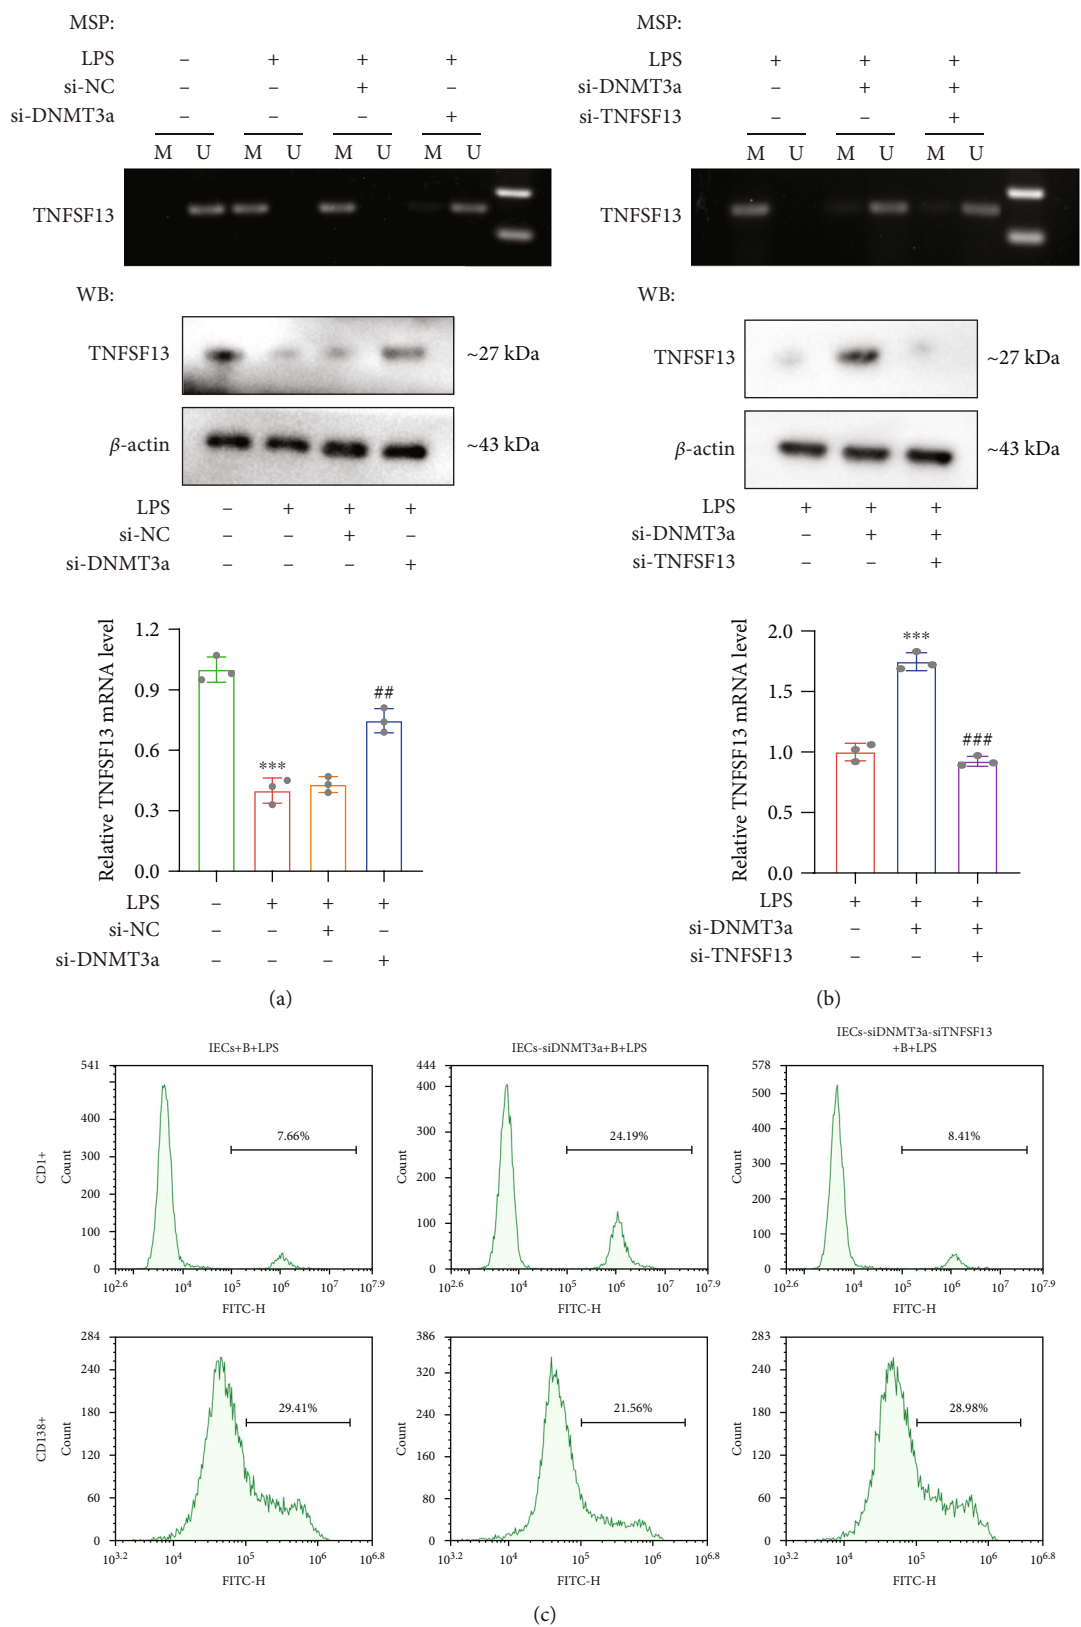 MSP:
LPS – + + +
si-NC – – + –
si-DNMT3a – – – +
M U M U M U M U
TNFSF13
WB:
TNFSF13 ~27 kDa
β-actin ~43 kDa
LPS – + + +
si-NC – – + –
si-DNMT3a – – – +
Relative TNFSF13 mRNA level
1.2
0.9
0.6
0.3
0.0
***
##
LPS – + + +
si-NC – – + –
si-DNMT3a – – – +
(a)
MSP:
LPS + + +
si-DNMT3a – + +
si-TNFSF13 – – +
M U M U M U
TNFSF13
WB:
TNFSF13 ~27 kDa
β-actin ~43 kDa
LPS + + +
si-DNMT3a – + +
si-TNFSF13 – – +
Relative TNFSF13 mRNA level
2.0
1.5
1.0
0.5
0.0
***
###
LPS + + +
si-DNMT3a – + +
si-TNFSF13 – – +
(b)
CD1+
IECs+B+LPS
Count
541
400
300
200
100
0
7.66%
10^2.6 10^4 10^5 10^6 10^7 10^7.9
FITC-H
IECs-siDNMT3a+B+LPS
Count
444
400
300
200
100
0
24.19%
10^2.6 10^4 10^5 10^6 10^7 10^7.9
FITC-H
IECs-siDNMT3a-siTNFSF13
+B+LPS
Count
578
500
400
300
200
100
0
8.41%
10^2.6 10^4 10^5 10^6 10^7 10^7.9
FITC-H
CD138+
Count
284
240
180
120
60
0
29.41%
10^3.2 10^4 10^5 10^6 10^6.8
FITC-H
Count
386
320
240
160
80
0
21.56%
10^3.2 10^4 10^5 10^6 10^6.8
FITC-H
Count
283
240
180
120
60
0
28.98%
10^3.2 10^4 10^5 10^6 10^6.8
FITC-H
(c)